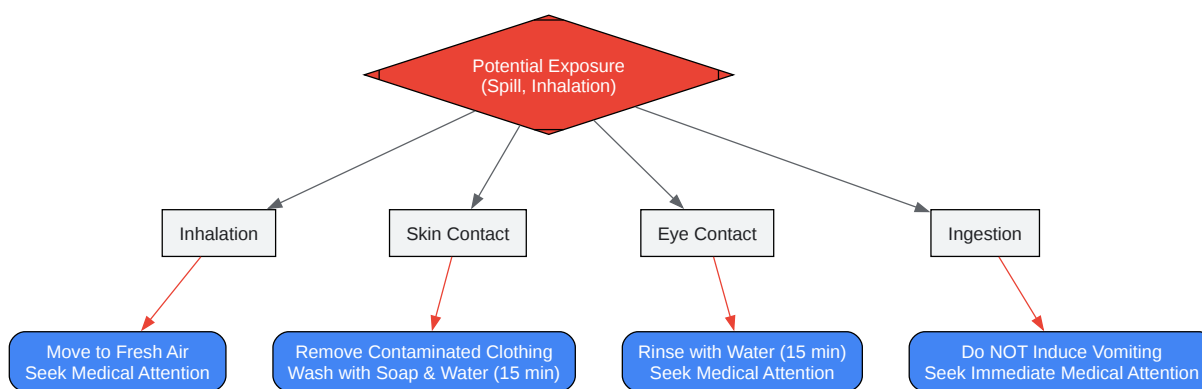 Potential Exposure
(Spill, Inhalation)
Inhalation
Skin Contact
Eye Contact
Ingestion
Move to Fresh Air
Seek Medical Attention
Remove Contaminated Clothing
Wash with Soap & Water (15 min)
Rinse with Water (15 min)
Seek Medical Attention
Do NOT Induce Vomiting
Seek Immediate Medical Attention